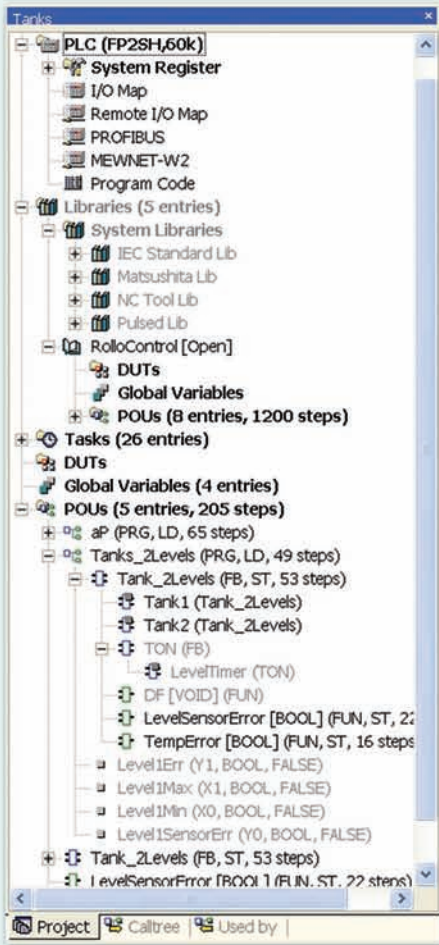 Tanks
PLC (FP2SH,60k)
System Register
I/O Map
Remote I/O Map
PROFIBUS
MEWNET-W2
Program Code
Libraries (5 entries)
System Libraries
IEC Standard Lib
Matsushita Lib
NC Tool Lib
Pulsed Lib
RolloControl [Open]
DUTs
Global Variables
POUs (8 entries, 1200 steps)
Tasks (26 entries)
DUTs
Global Variables (4 entries)
POUs (5 entries, 205 steps)
aP (PRG, LD, 65 steps)
Tanks_2Levels (PRG, LD, 49 steps)
Tank_2Levels (FB, ST, 53 steps)
Tank1 (Tank_2Levels)
Tank2 (Tank_2Levels)
TON (FB)
LevelTimer (TON)
DF [VOID] (FUN)
LevelSensorError [BOOL] (FUN, ST, 22
TempError [BOOL] (FUN, ST, 16 steps
Level1Err (Y1, BOOL, FALSE)
Level1Max (X1, BOOL, FALSE)
Level1Min (X0, BOOL, FALSE)
Level1SensorErr (Y0, BOOL, FALSE)
Tank_2Levels (FB, ST, 53 steps)
LevelSensorError [BOOL] (FUN, ST, 22 steps)
Project Calltree Used by